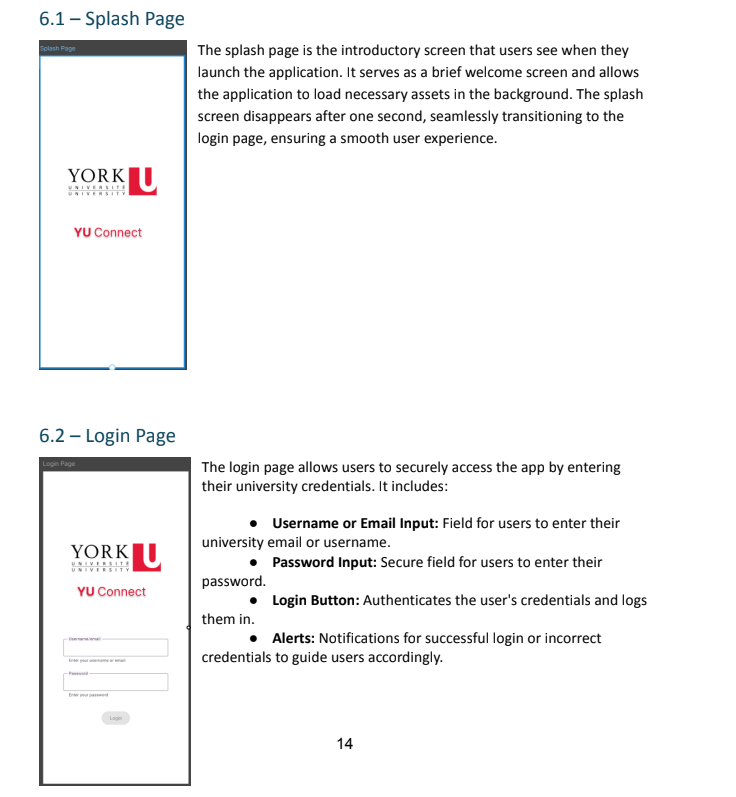 6.1 – Splash Page
Splash Page
YORK U
UNIVERSITÉ
UNIVERSITY
YU Connect
The splash page is the introductory screen that users see when they
launch the application. It serves as a brief welcome screen and allows
the application to load necessary assets in the background. The splash
screen disappears after one second, seamlessly transitioning to the
login page, ensuring a smooth user experience.
6.2 – Login Page
Login Page
YORK U
UNIVERSITÉ
UNIVERSITY
YU Connect
Username/email
Enter your username or email
Password
Enter your password
Login
The login page allows users to securely access the app by entering
their university credentials. It includes:
● Username or Email Input: Field for users to enter their
university email or username.
● Password Input: Secure field for users to enter their
password.
● Login Button: Authenticates the user's credentials and logs
them in.
● Alerts: Notifications for successful login or incorrect
credentials to guide users accordingly.
14